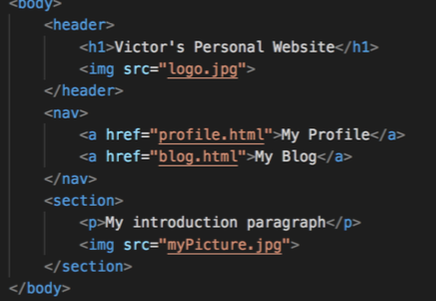 <body>
<header>
<h1>Victor's Personal Website</h1>
<img src="logo.jpg">
</header>
<nav>
<a href="profile.html">My Profile</a>
<a href="blog.html">My Blog</a>
</nav>
<section>
<p>My introduction paragraph</p>
<img src="myPicture.jpg">
</section>
</body>